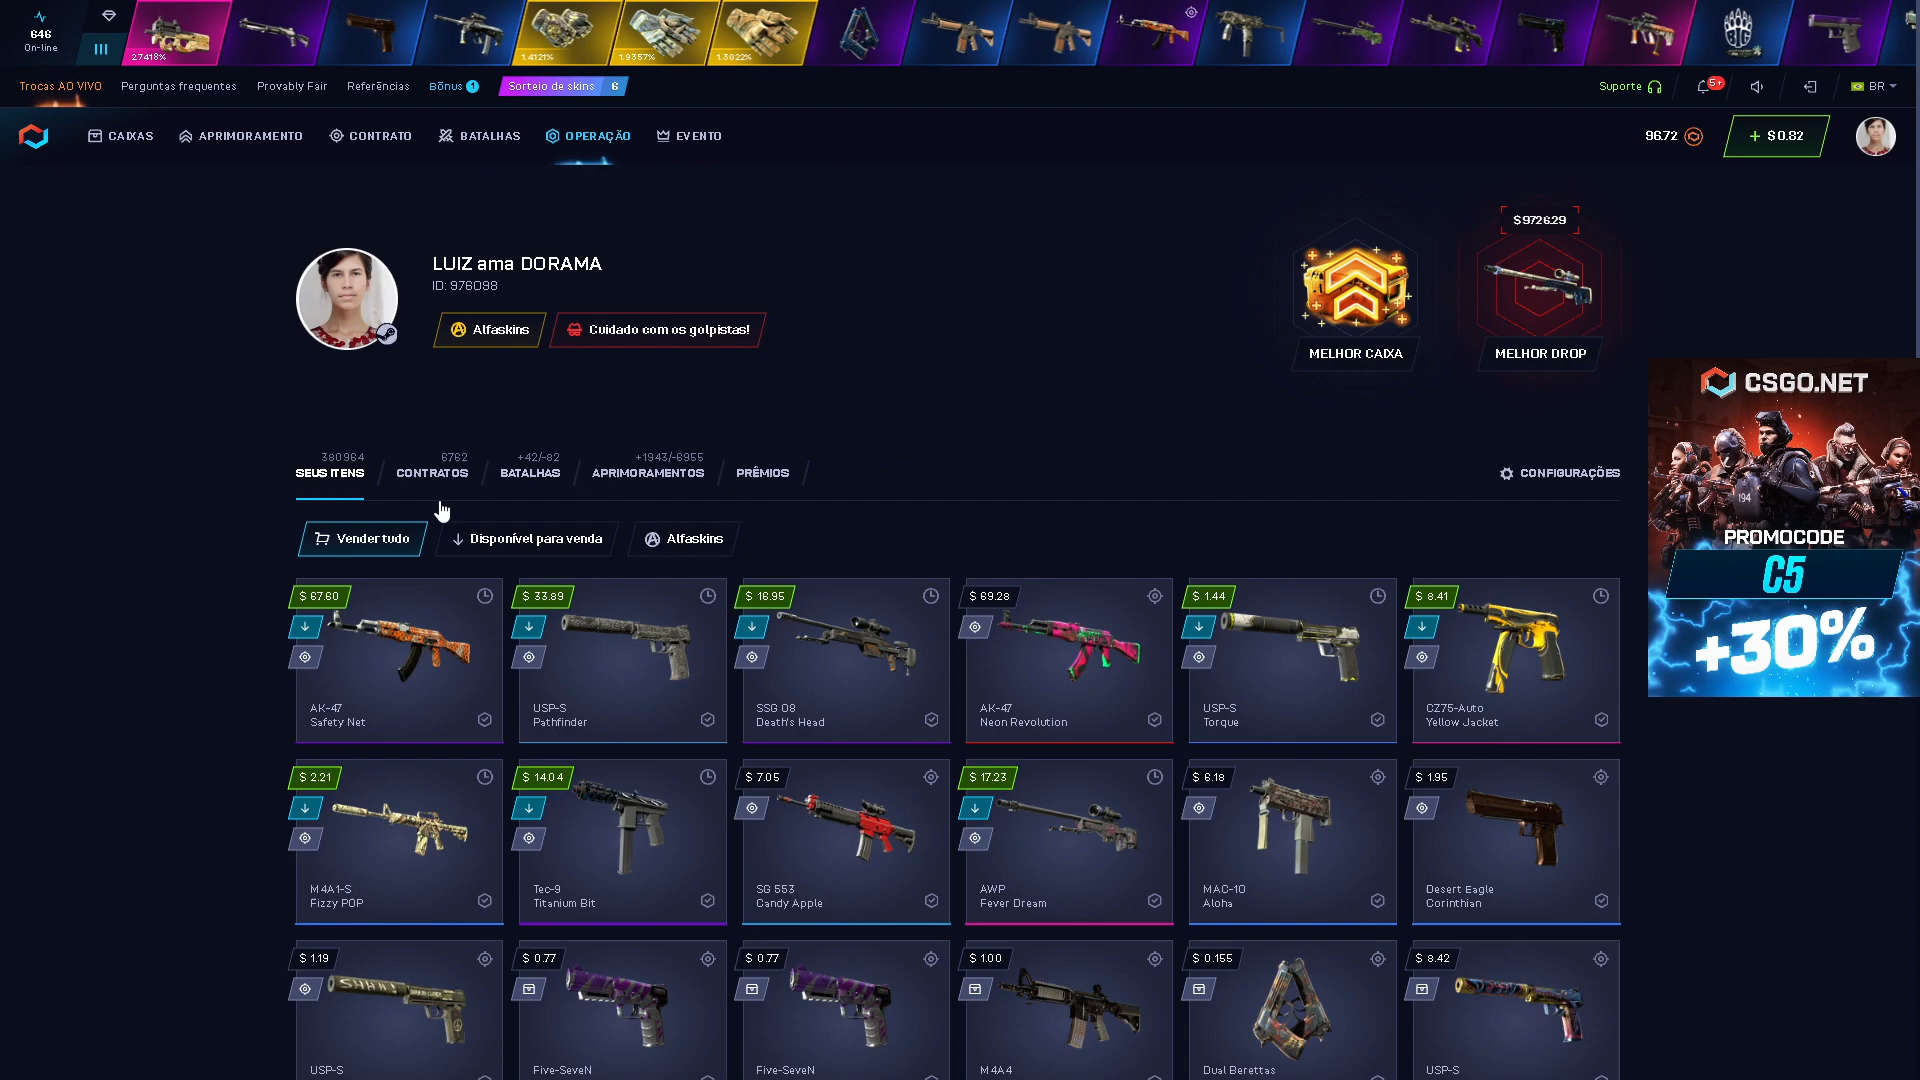 646
On-line
2.7418%
1.4121%
1.9357%
1.3022%
Trocas AO VIVO
Perguntas frequentes
Provably Fair
Referências
Bônus 1
Sorteio de skins 6
Suporte
5+
BR
CAIXAS
APRIMORAMENTO
CONTRATO
BATALHAS
OPERAÇÃO
EVENTO
96.72
+ $ 0.82
LUIZ ama DORAMA
ID: 976098
Alfaskins
Cuidado com os golpistas!
MELHOR CAIXA
$ 9726.29
MELHOR DROP
CSGO.NET
194
PROMOCODE
C5
+30%
380964
SEUS ITENS
6762
CONTRATOS
+42/-82
BATALHAS
+1943/-6955
APRIMORAMENTOS
PRÊMIOS
CONFIGURAÇÕES
Vender tudo
Disponível para venda
Alfaskins
$ 67.60
AK-47
Safety Net
$ 33.89
USP-S
Pathfinder
$ 16.95
SSG 08
Death's Head
$ 69.28
AK-47
Neon Revolution
$ 1.44
USP-S
Torque
$ 8.41
CZ75-Auto
Yellow Jacket
$ 2.21
M4A1-S
Fizzy POP
$ 14.04
Tec-9
Titanium Bit
$ 7.05
SG 553
Candy Apple
$ 17.23
AWP
Fever Dream
$ 6.18
MAC-10
Aloha
$ 1.95
Desert Eagle
Corinthian
$ 1.19
USP-S
$ 0.77
Five-SeveN
$ 0.77
Five-SeveN
$ 1.00
M4A4
$ 0.155
Dual Berettas
$ 8.42
USP-S